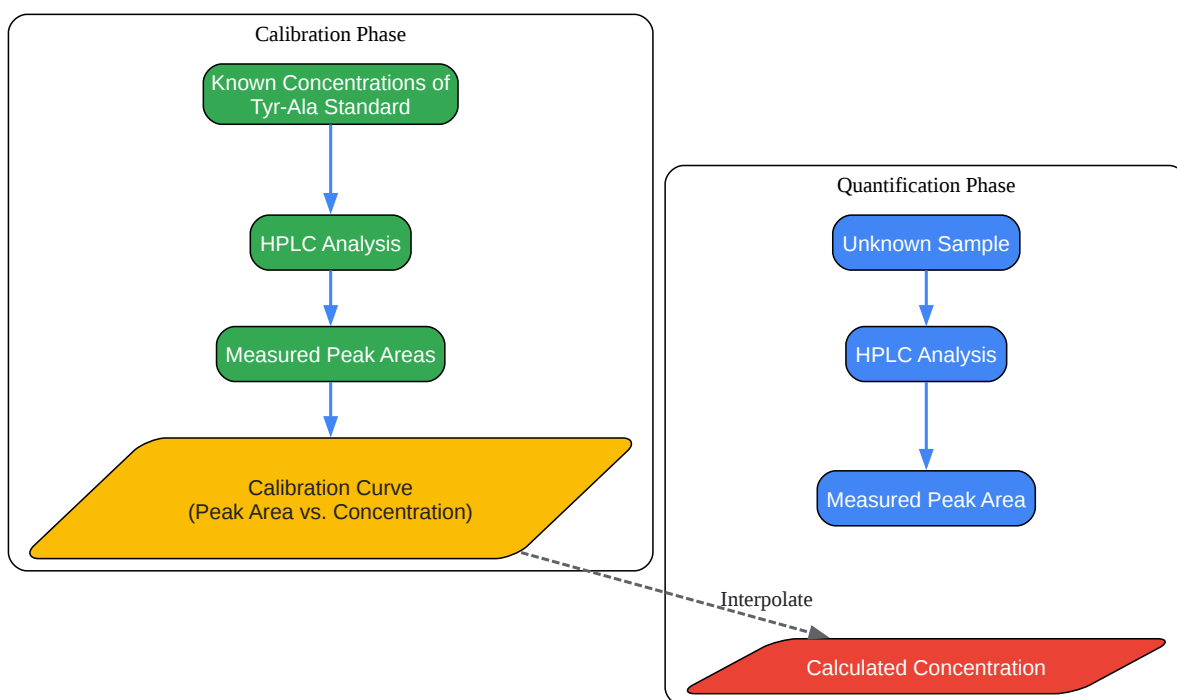 Calibration Phase
Known Concentrations of
Tyr-Ala Standard
HPLC Analysis
Measured Peak Areas
Calibration Curve
(Peak Area vs. Concentration)
Interpolate
Quantification Phase
Unknown Sample
HPLC Analysis
Measured Peak Area
Calculated Concentration